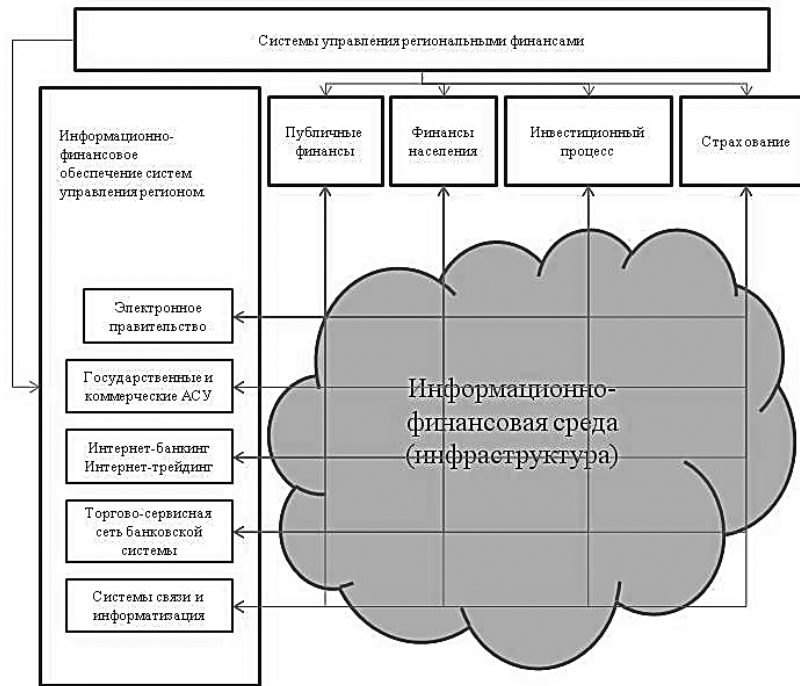 Системы управления региональными финансами
Информационно-
финансовое
обеспечение систем
управления регионом
Публичные
финансы
Финансы
населения
Инвестиционный
процесс
Страхование
Электронное
правительство
Государственные и
коммерческие АСУ
Интернет-банкинг
Интернет-трейдинг
Торгово-сервисная
сеть банковской
системы
Системы связи и
информатизация
Информационно-
финансовая среда
(инфраструктура)